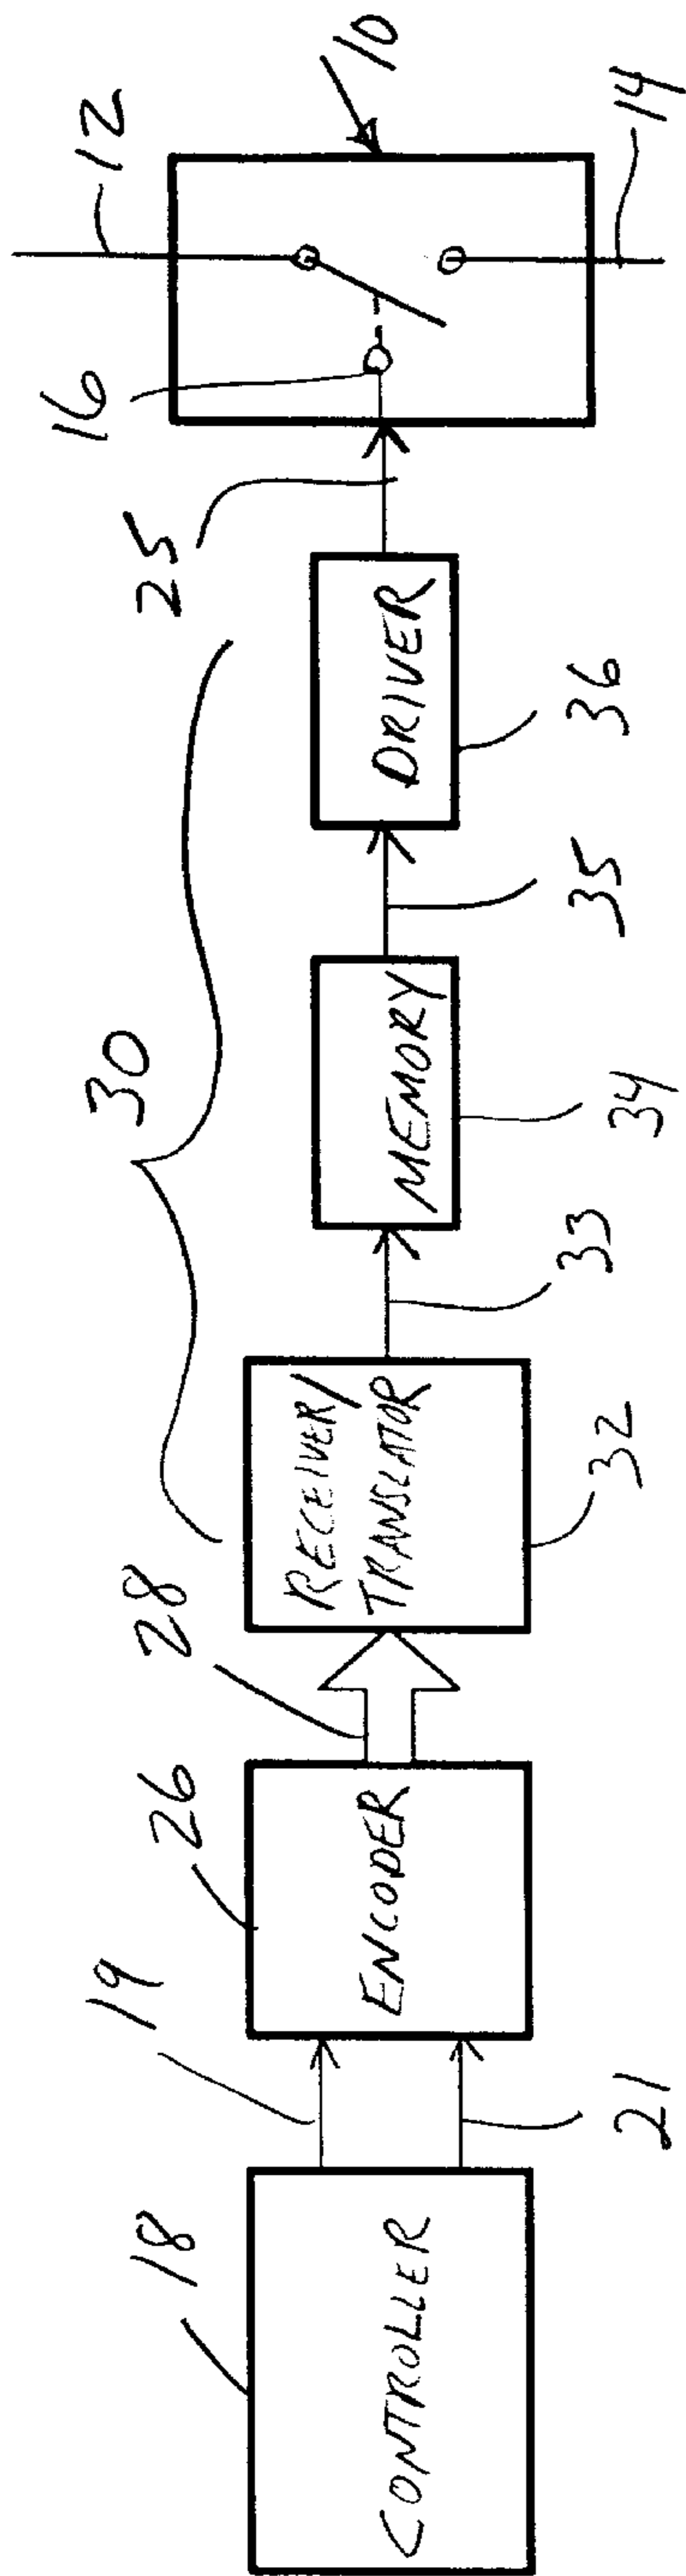 18
CONTROLLER
19
21
26
ENCODER
28
30
RECEIVER/
TRANSLATOR
32
33
MEMORY
34
35
DRIVER
36
25
16
12
10
14